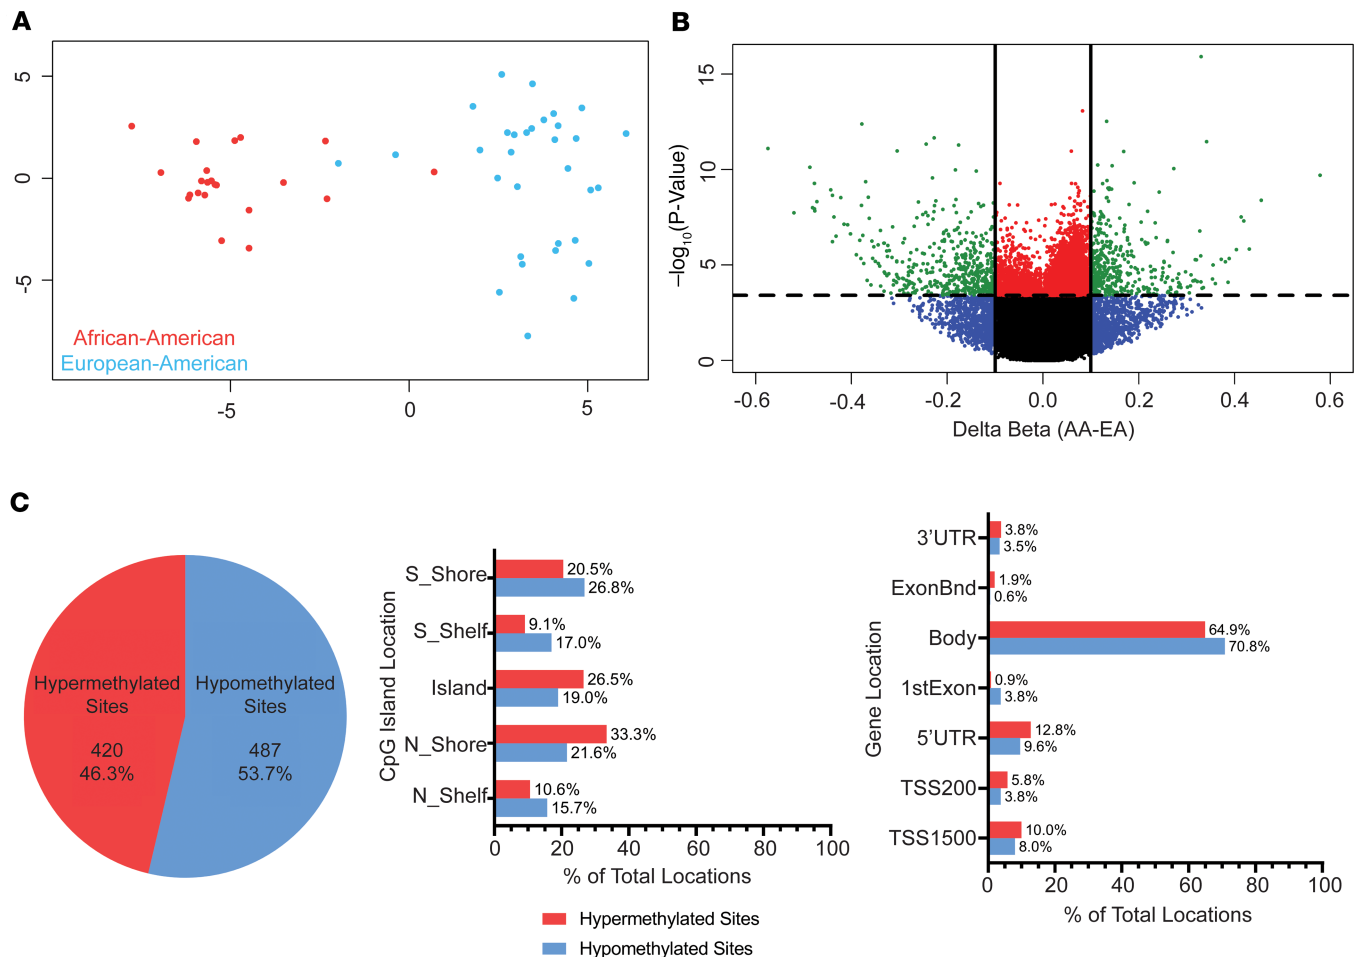 A
5
0
-5
African-American
European-American
-5
0
5
B
–log10(P-Value)
15
10
5
0
-0.6
-0.4
-0.2
0.0
0.2
0.4
0.6
Delta Beta (AA-EA)
C
Hypermethylated
Sites
420
46.3%
Hypomethylated
Sites
487
53.7%
CpG Island Location
S_Shore
20.5%
26.8%
S_Shelf
9.1%
17.0%
Island
26.5%
19.0%
N_Shore
33.3%
21.6%
N_Shelf
10.6%
15.7%
0
20
40
60
80
100
% of Total Locations
Gene Location
3’UTR
3.8%
3.5%
ExonBnd
1.9%
0.6%
Body
64.9%
70.8%
1stExon
0.9%
3.8%
5’UTR
12.8%
9.6%
TSS200
5.8%
3.8%
TSS1500
10.0%
8.0%
0
20
40
60
80
100
% of Total Locations
Hypermethylated Sites
Hypomethylated Sites